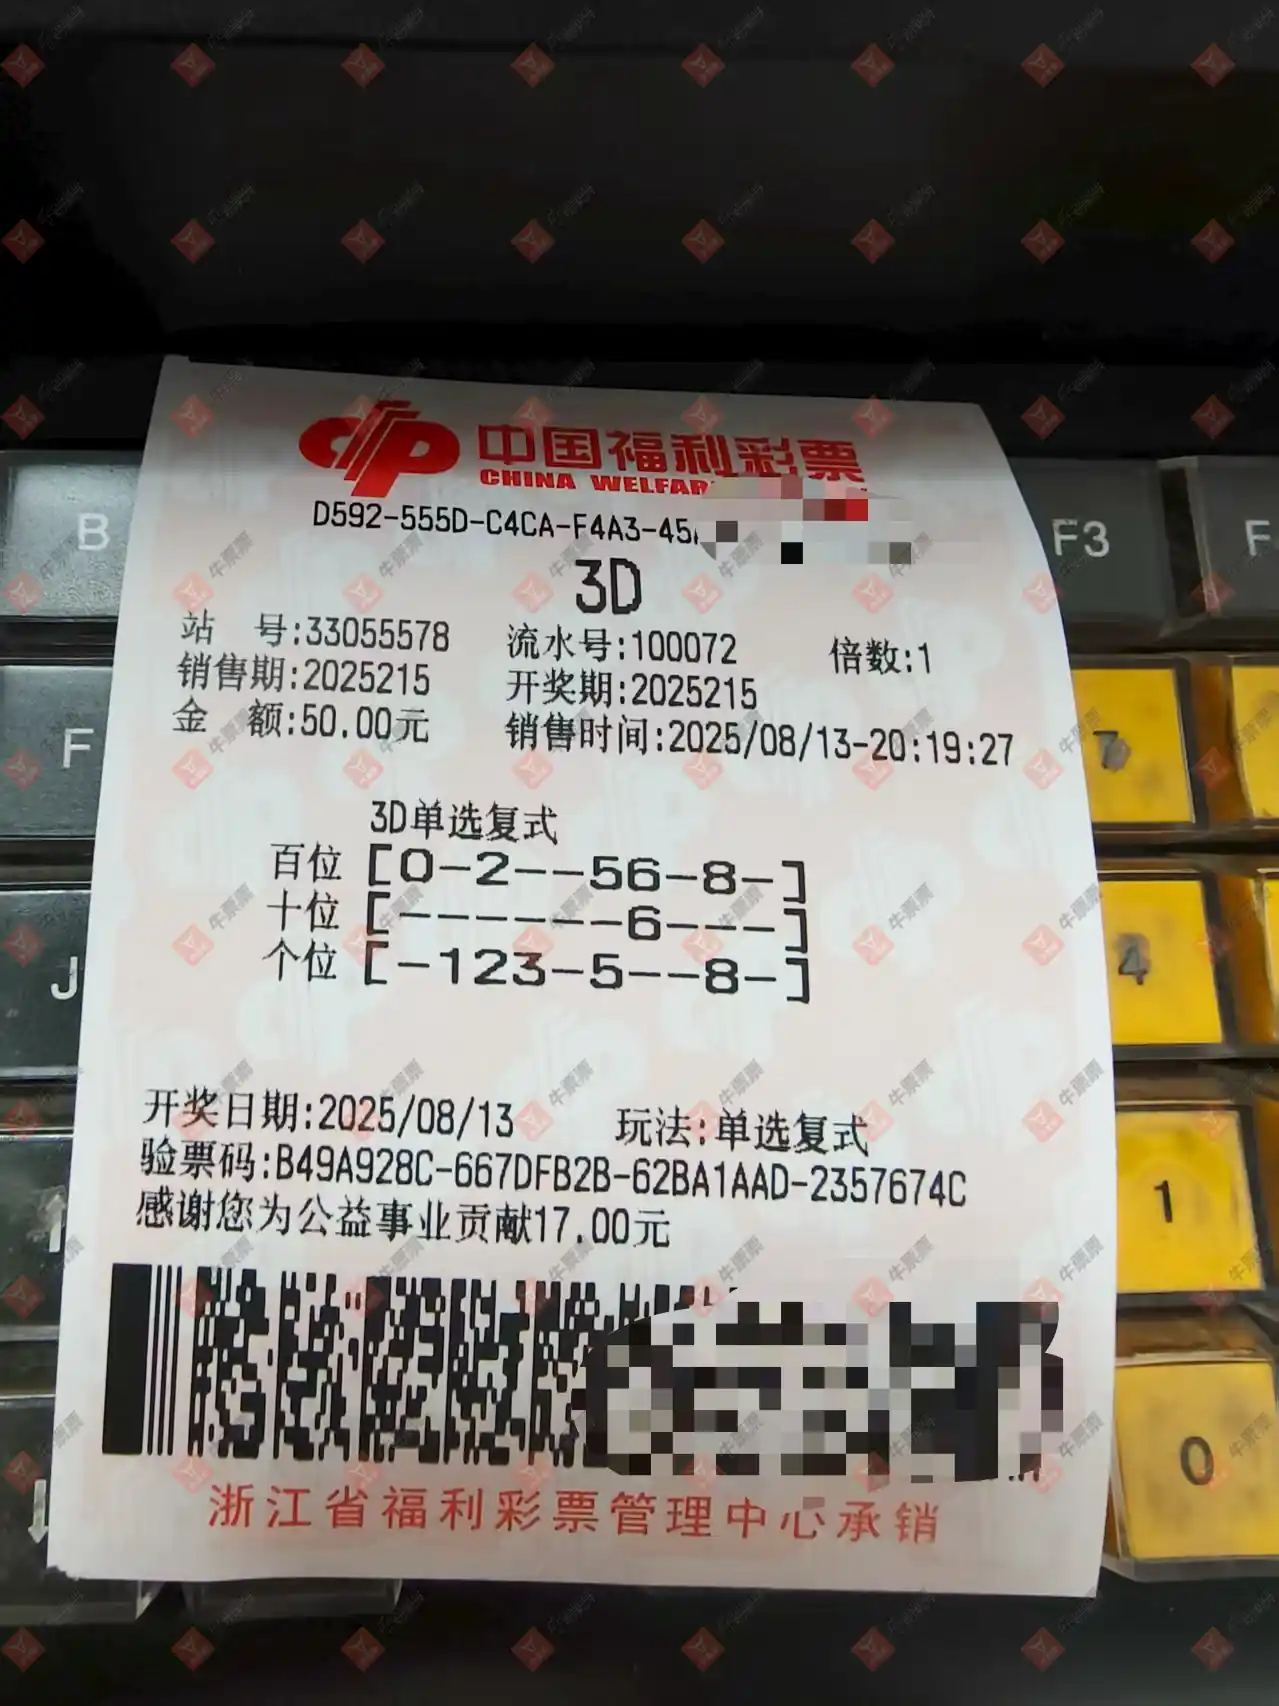 中国福利彩票
CHINA WELFAR
D592-555D-C4CA-F4A3-45
3D
站 号:33055578 流水号:100072 倍数:1
销售期:2025215 开奖期:2025215
金 额:50.00元 销售时间:2025/08/13-20:19:27
3D单选复式
百位 [0-2--56-8-]
十位 [------6---]
个位 [-123-5--8-]
开奖日期:2025/08/13 玩法:单选复式
验票码:B49A928C-667DFB2B-62BA1AAD-2357674C
感谢您为公益事业贡献17.00元
浙江省福利彩票管理中心承销
B
F
J
F3
F
7
4
1
0
牛票票